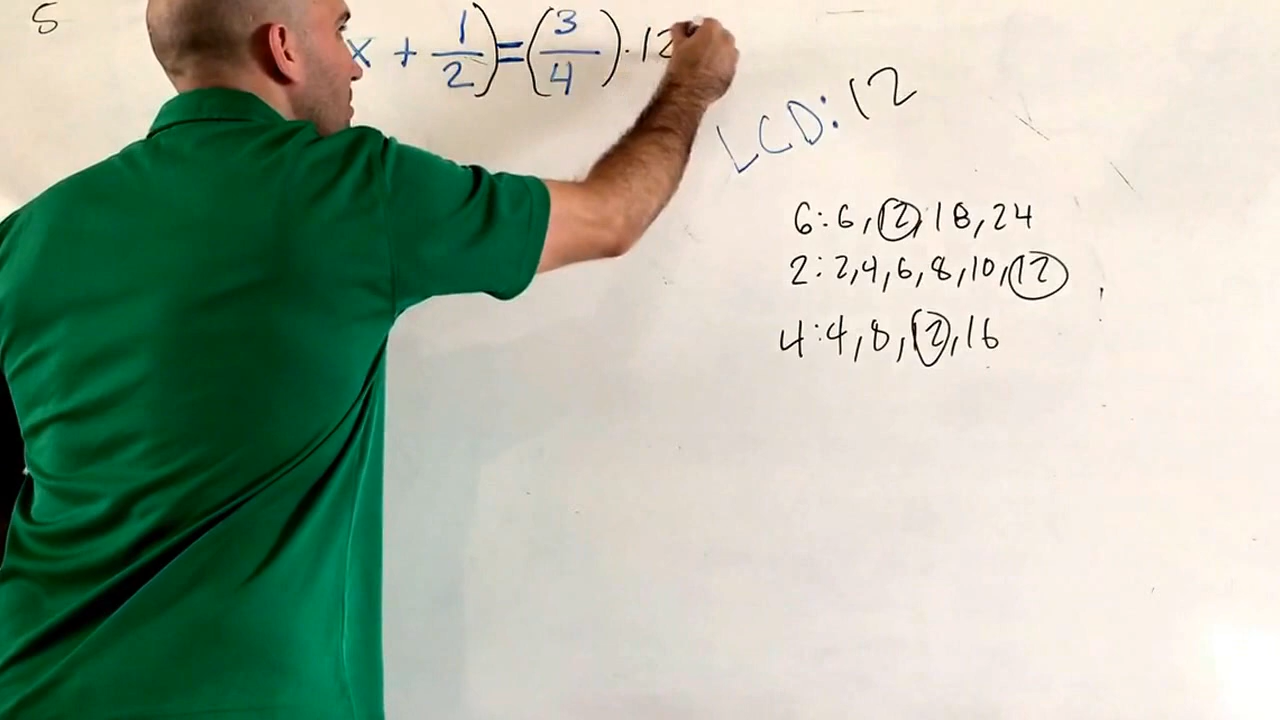 5
x + 1/2) = (3/4) · 12
LCD: 12
6: 6, 12, 18, 24
2: 2, 4, 6, 8, 10, 12
4: 4, 8, 12, 16